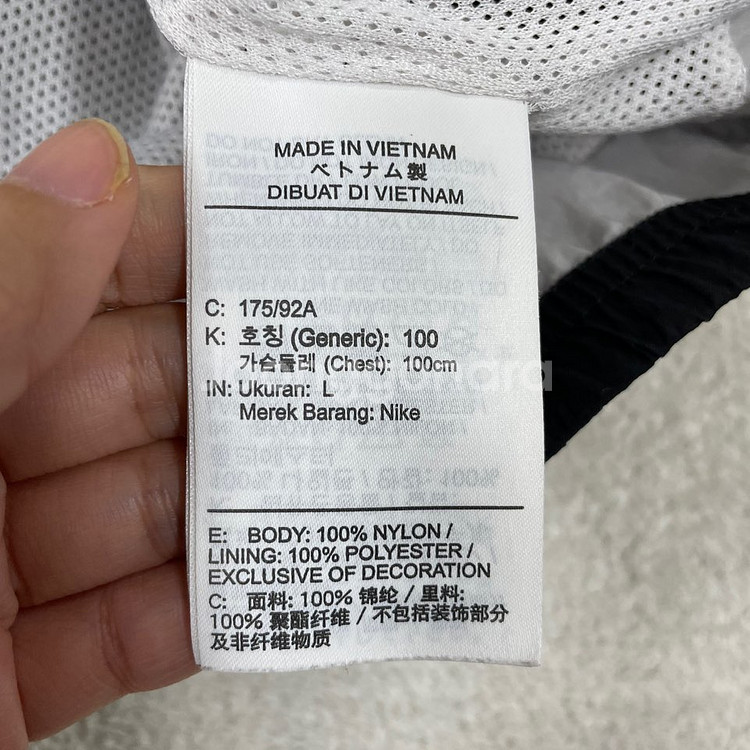 MADE IN VIETNAM
ベトナム製
DIBUAT DI VIETNAM
C: 175/92A
K: 호칭 (Generic): 100
가슴둘레 (Chest): 100cm
IN: Ukuran: L
Merek Barang: Nike
E: BODY: 100% NYLON /
LINING: 100% POLYESTER /
EXCLUSIVE OF DECORATION
C: 面料: 100% 锦纶 / 里料:
100% 聚酯纤维 / 不包括装饰部分
及非纤维物质